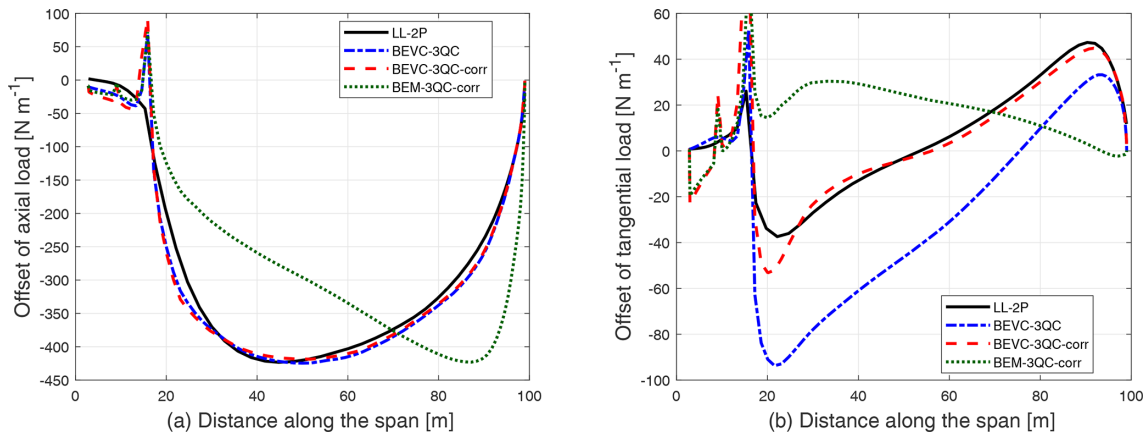 100
50
0
-50
-100
-150
-200
-250
-300
-350
-400
-450
Offset of axial load [N m⁻¹]
LL-2P
BEVC-3QC
BEVC-3QC-corr
BEM-3QC-corr
0 20 40 60 80 100
(a) Distance along the span [m]
60
40
20
0
-20
-40
-60
-80
-100
Offset of tangential load [N m⁻¹]
LL-2P
BEVC-3QC
BEVC-3QC-corr
BEM-3QC-corr
0 20 40 60 80 100
(b) Distance along the span [m]